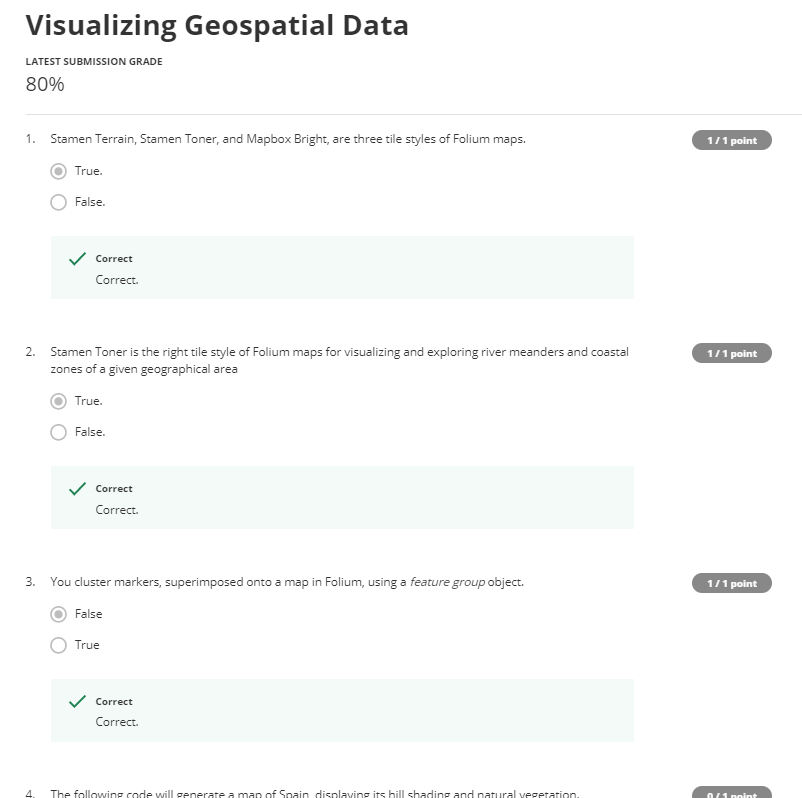 Visualizing Geospatial Data
LATEST SUBMISSION GRADE
80%
1. Stamen Terrain, Stamen Toner, and Mapbox Bright, are three tile styles of Folium maps.
1 / 1 point
True.
False.
Correct
Correct.
2. Stamen Toner is the right tile style of Folium maps for visualizing and exploring river meanders and coastal
zones of a given geographical area
1 / 1 point
True.
False.
Correct
Correct.
3. You cluster markers, superimposed onto a map in Folium, using a feature group object.
1 / 1 point
False
True
Correct
Correct.
4. The following code will generate a map of Spain, displaying its hill shading and natural vegetation.
0 / 1 point